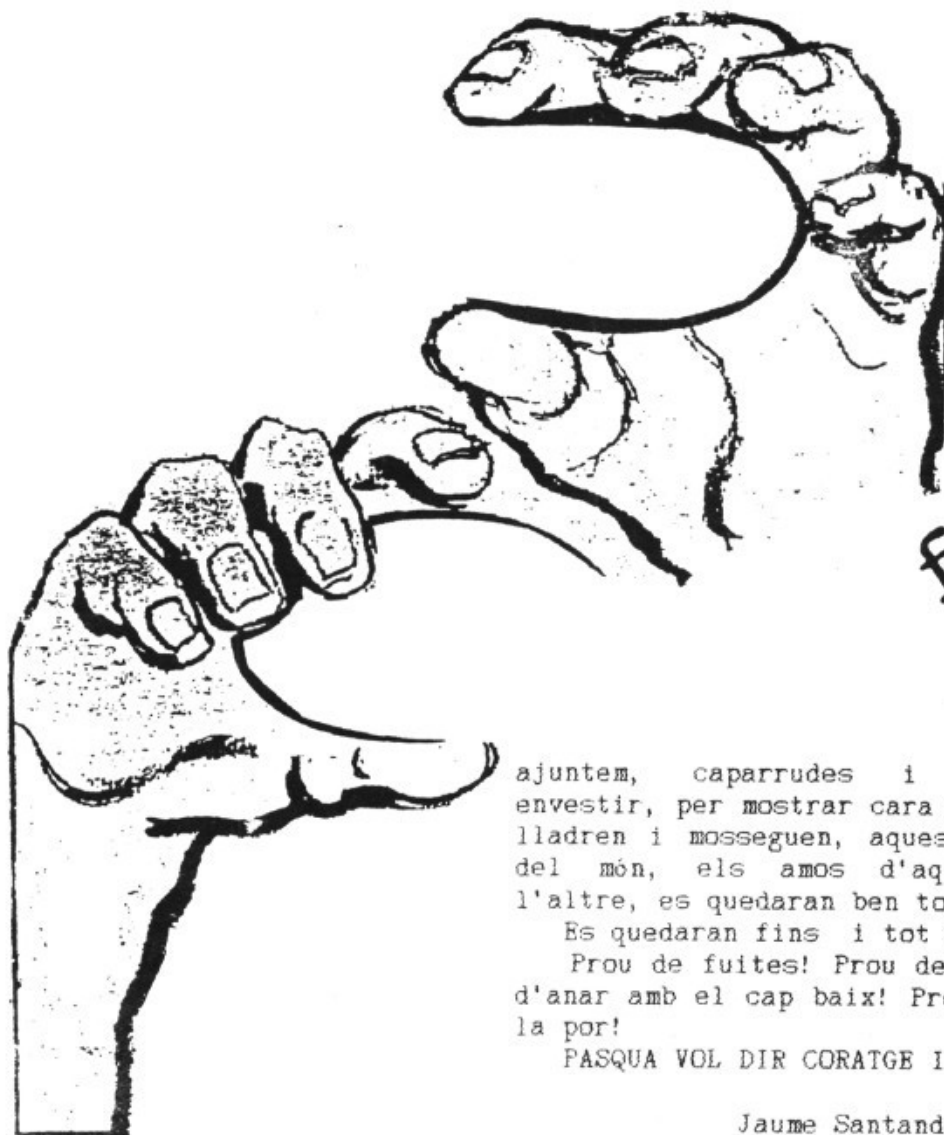 ajuntem, caparrudes i
envestir, per mostrar cara
lladren i mosseguen, aques
del món, els amos d'aq
l'altre, es quedaran ben to
Es quedaran fins i tot
Prou de fuites! Prou de
d'anar amb el cap baix! Pro
la por!
PASQUA VOL DIR CORATGE I
Jaume Santand